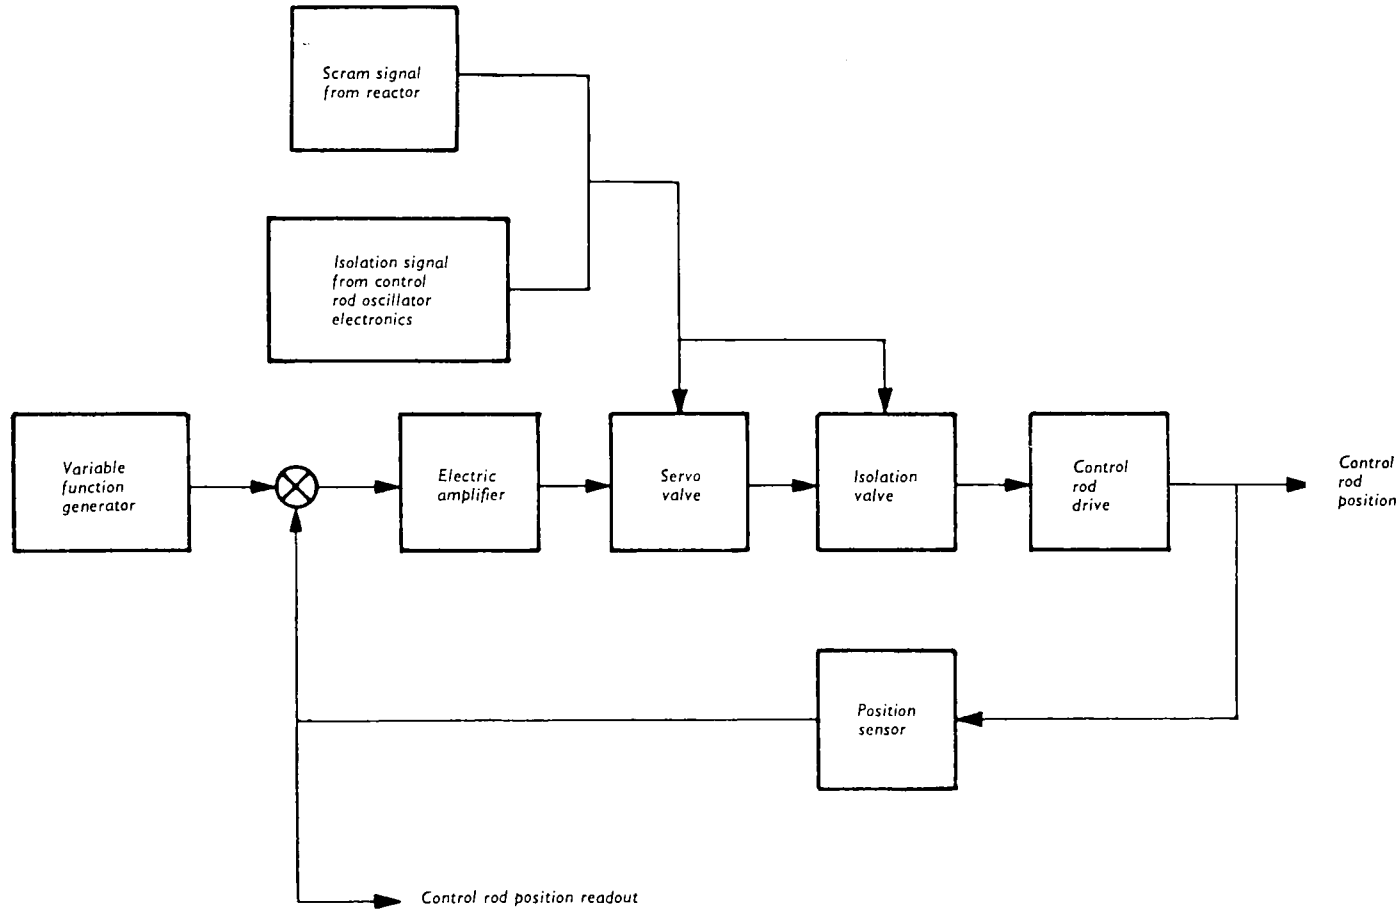 Scram signal
from reactor
Isolation signal
from control
rod oscillator
electronics
Variable
function
generator
Electric
amplifier
Servo
valve
Isolation
valve
Control
rod
drive
Control
rod
position
Position
sensor
Control rod position readout